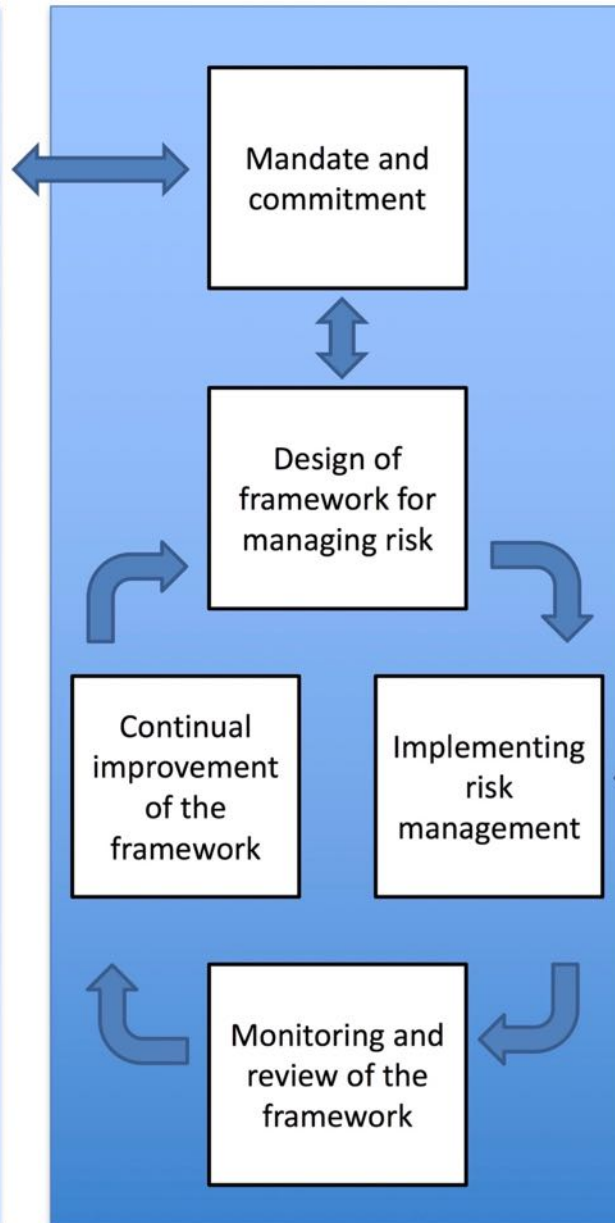 Mandate and
commitment
Design of
framework for
managing risk
Continual
improvement
of the
framework
Implementing
risk
management
Monitoring and
review of the
framework